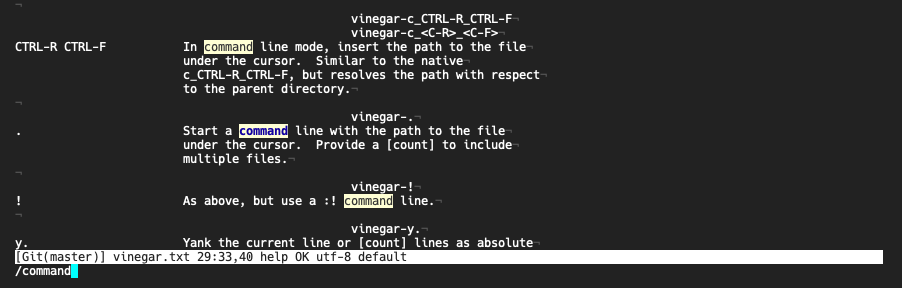 ¬
vinegar-c_CTRL-R_CTRL-F¬
vinegar-c_<C-R>_<C-F>¬
CTRL-R CTRL-F In command line mode, insert the path to the file¬
under the cursor. Similar to the native¬
c_CTRL-R_CTRL-F, but resolves the path with respect¬
to the parent directory.¬
¬
vinegar-.¬
. Start a command line with the path to the file¬
under the cursor. Provide a [count] to include¬
multiple files.¬
¬
vinegar-!¬
! As above, but use a :! command line.¬
¬
vinegar-y.¬
y. Yank the current line or [count] lines as absolute¬
[Git(master)] vinegar.txt 29:33,40 help OK utf-8 default
/command